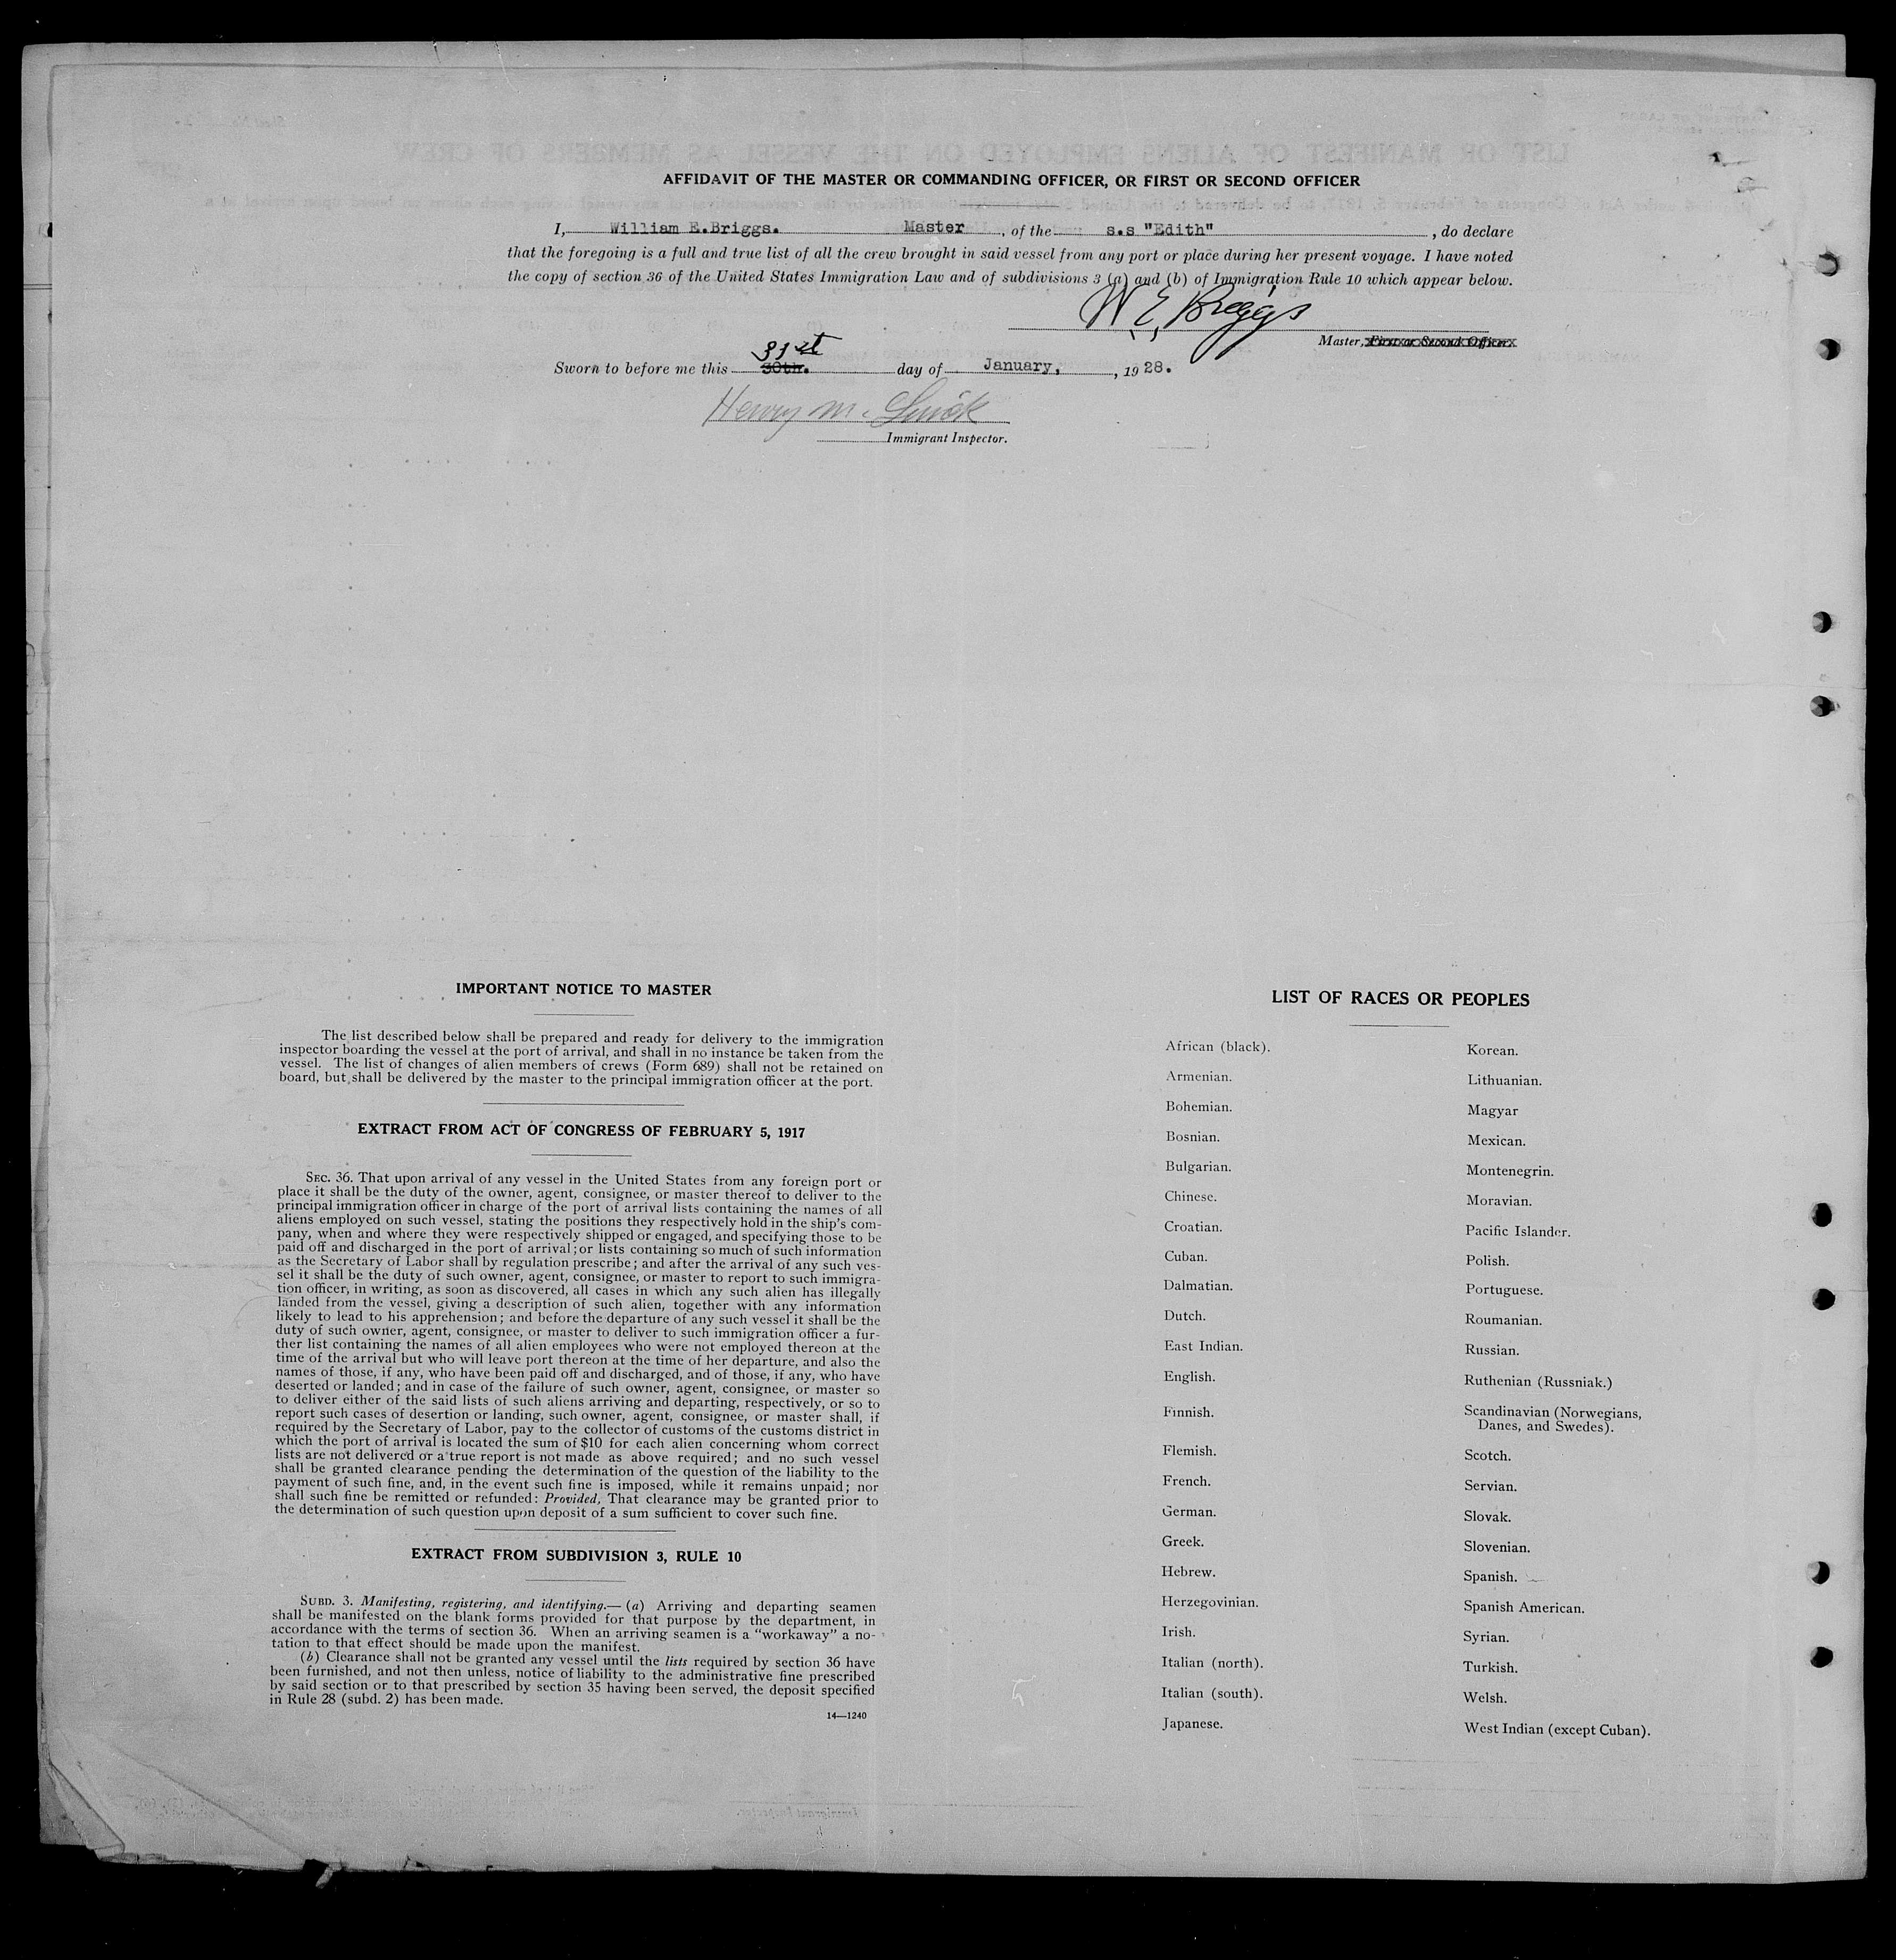 AFFIDAVIT OF THE MASTER OR COMMANDING OFFICER, OR FIRST OR SECOND OFFICER
I, William E.Briggs. Master, of the s.s "Edith", do declare
that the foregoing is a full and true list of all the crew brought in said vessel from any port or place during her present voyage. I have noted
the copy of section 36 of the United States Immigration Law and of subdivisions 3 (a) and (b) of Immigration Rule 10 which appear below.
W. E. Briggs
Master, First or Second Officer.
31st
Sworn to before me this 30th. day of January, , 19 28.
Henry M.
Immigrant Inspector.
IMPORTANT NOTICE TO MASTER
The list described below shall be prepared and ready for delivery to the immigration
inspector boarding the vessel at the port of arrival, and shall in no instance be taken from the
vessel. The list of changes of alien members of crews (Form 689) shall not be retained on
board, but shall be delivered by the master to the principal immigration officer at the port.
EXTRACT FROM ACT OF CONGRESS OF FEBRUARY 5, 1917
SEC. 36. That upon arrival of any vessel in the United States from any foreign port or
place it shall be the duty of the owner, agent, consignee, or master thereof to deliver to the
principal immigration officer in charge of the port of arrival lists containing the names of all
aliens employed on such vessel, stating the positions they respectively hold in the ship's com-
pany, when and where they were respectively shipped or engaged, and specifying those to be
paid off and discharged in the port of arrival; or lists containing so much of such information
as the Secretary of Labor shall by regulation prescribe; and after the arrival of any such ves-
sel it shall be the duty of such owner, agent, consignee, or master to report to such immigra-
tion officer, in writing, as soon as discovered, all cases in which any such alien has illegally
landed from the vessel, giving a description of such alien, together with any information
likely to lead to his apprehension; and before the departure of any such vessel it shall be the
duty of such owner, agent, consignee, or master to deliver to such immigration officer a fur-
ther list containing the names of all alien employees who were not employed thereon at the
time of the arrival but who will leave port thereon at the time of her departure, and also the
names of those, if any, who have been paid off and discharged, and of those, if any, who have
deserted or landed; and in case of the failure of such owner, agent, consignee, or master so
to deliver either of the said lists of such aliens arriving and departing, respectively, or so to
report such cases of desertion or landing, such owner, agent, consignee, or master shall, if
required by the Secretary of Labor, pay to the collector of customs of the customs district in
which the port of arrival is located the sum of $10 for each alien concerning whom correct
lists are not delivered or a true report is not made as above required; and no such vessel
shall be granted clearance pending the determination of the question of the liability to the
payment of such fine, and, in the event such fine is imposed, while it remains unpaid; nor
shall such fine be remitted or refunded: Provided, That clearance may be granted prior to
the determination of such question upon deposit of a sum sufficient to cover such fine.
EXTRACT FROM SUBDIVISION 3, RULE 10
SUBD. 3. Manifesting, registering, and identifying.—(a) Arriving and departing seamen
shall be manifested on the blank forms provided for that purpose by the department, in
accordance with the terms of section 36. When an arriving seamen is a "workaway" a no-
tation to that effect should be made upon the manifest.
(b) Clearance shall not be granted any vessel until the lists required by section 36 have
been furnished, and not then unless, notice of liability to the administrative fine prescribed
by said section or to that prescribed by section 35 having been served, the deposit specified
in Rule 28 (subd. 2) has been made.
14—1240
LIST OF RACES OR PEOPLES
African (black).
Armenian.
Bohemian.
Bosnian.
Bulgarian.
Chinese.
Croatian.
Cuban.
Dalmatian.
Dutch.
East Indian.
English.
Finnish.
Flemish.
French.
German.
Greek.
Hebrew.
Herzegovinian.
Irish.
Italian (north).
Italian (south).
Japanese.
Korean.
Lithuanian.
Magyar
Mexican.
Montenegrin.
Moravian.
Pacific Islander.
Polish.
Portuguese.
Roumanian.
Russian.
Ruthenian (Russniak.)
Scandinavian (Norwegians,
Danes, and Swedes).
Scotch.
Servian.
Slovak.
Slovenian.
Spanish.
Spanish American.
Syrian.
Turkish.
Welsh.
West Indian (except Cuban).